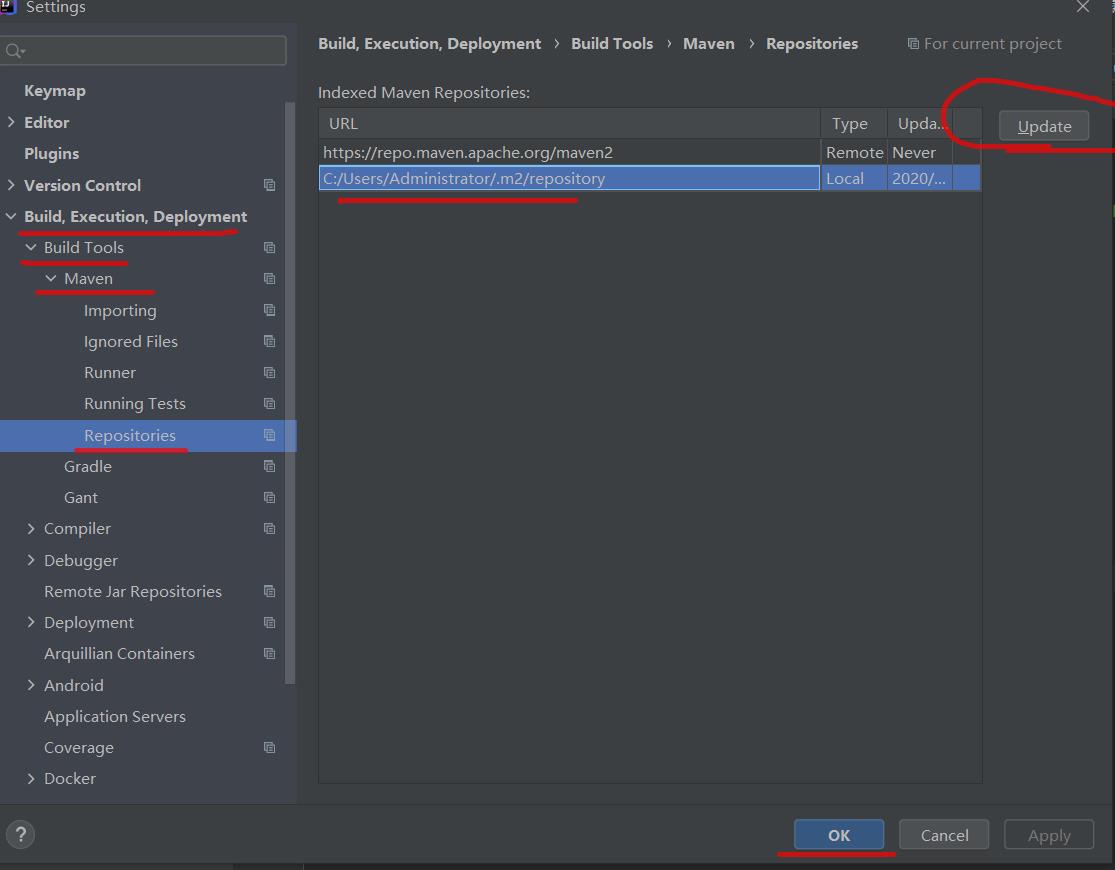 Settings
Build, Execution, Deployment › Build Tools › Maven › Repositories
For current project
Keymap
Editor
Plugins
Version Control
Build, Execution, Deployment
Build Tools
Maven
Importing
Ignored Files
Runner
Running Tests
Repositories
Gradle
Gant
Compiler
Debugger
Remote Jar Repositories
Deployment
Arquillian Containers
Android
Application Servers
Coverage
Docker
Indexed Maven Repositories:
URL Type Upda...
https://repo.maven.apache.org/maven2 Remote Never
C:/Users/Administrator/.m2/repository Local 2020/...
Update
?
OK
Cancel
Apply